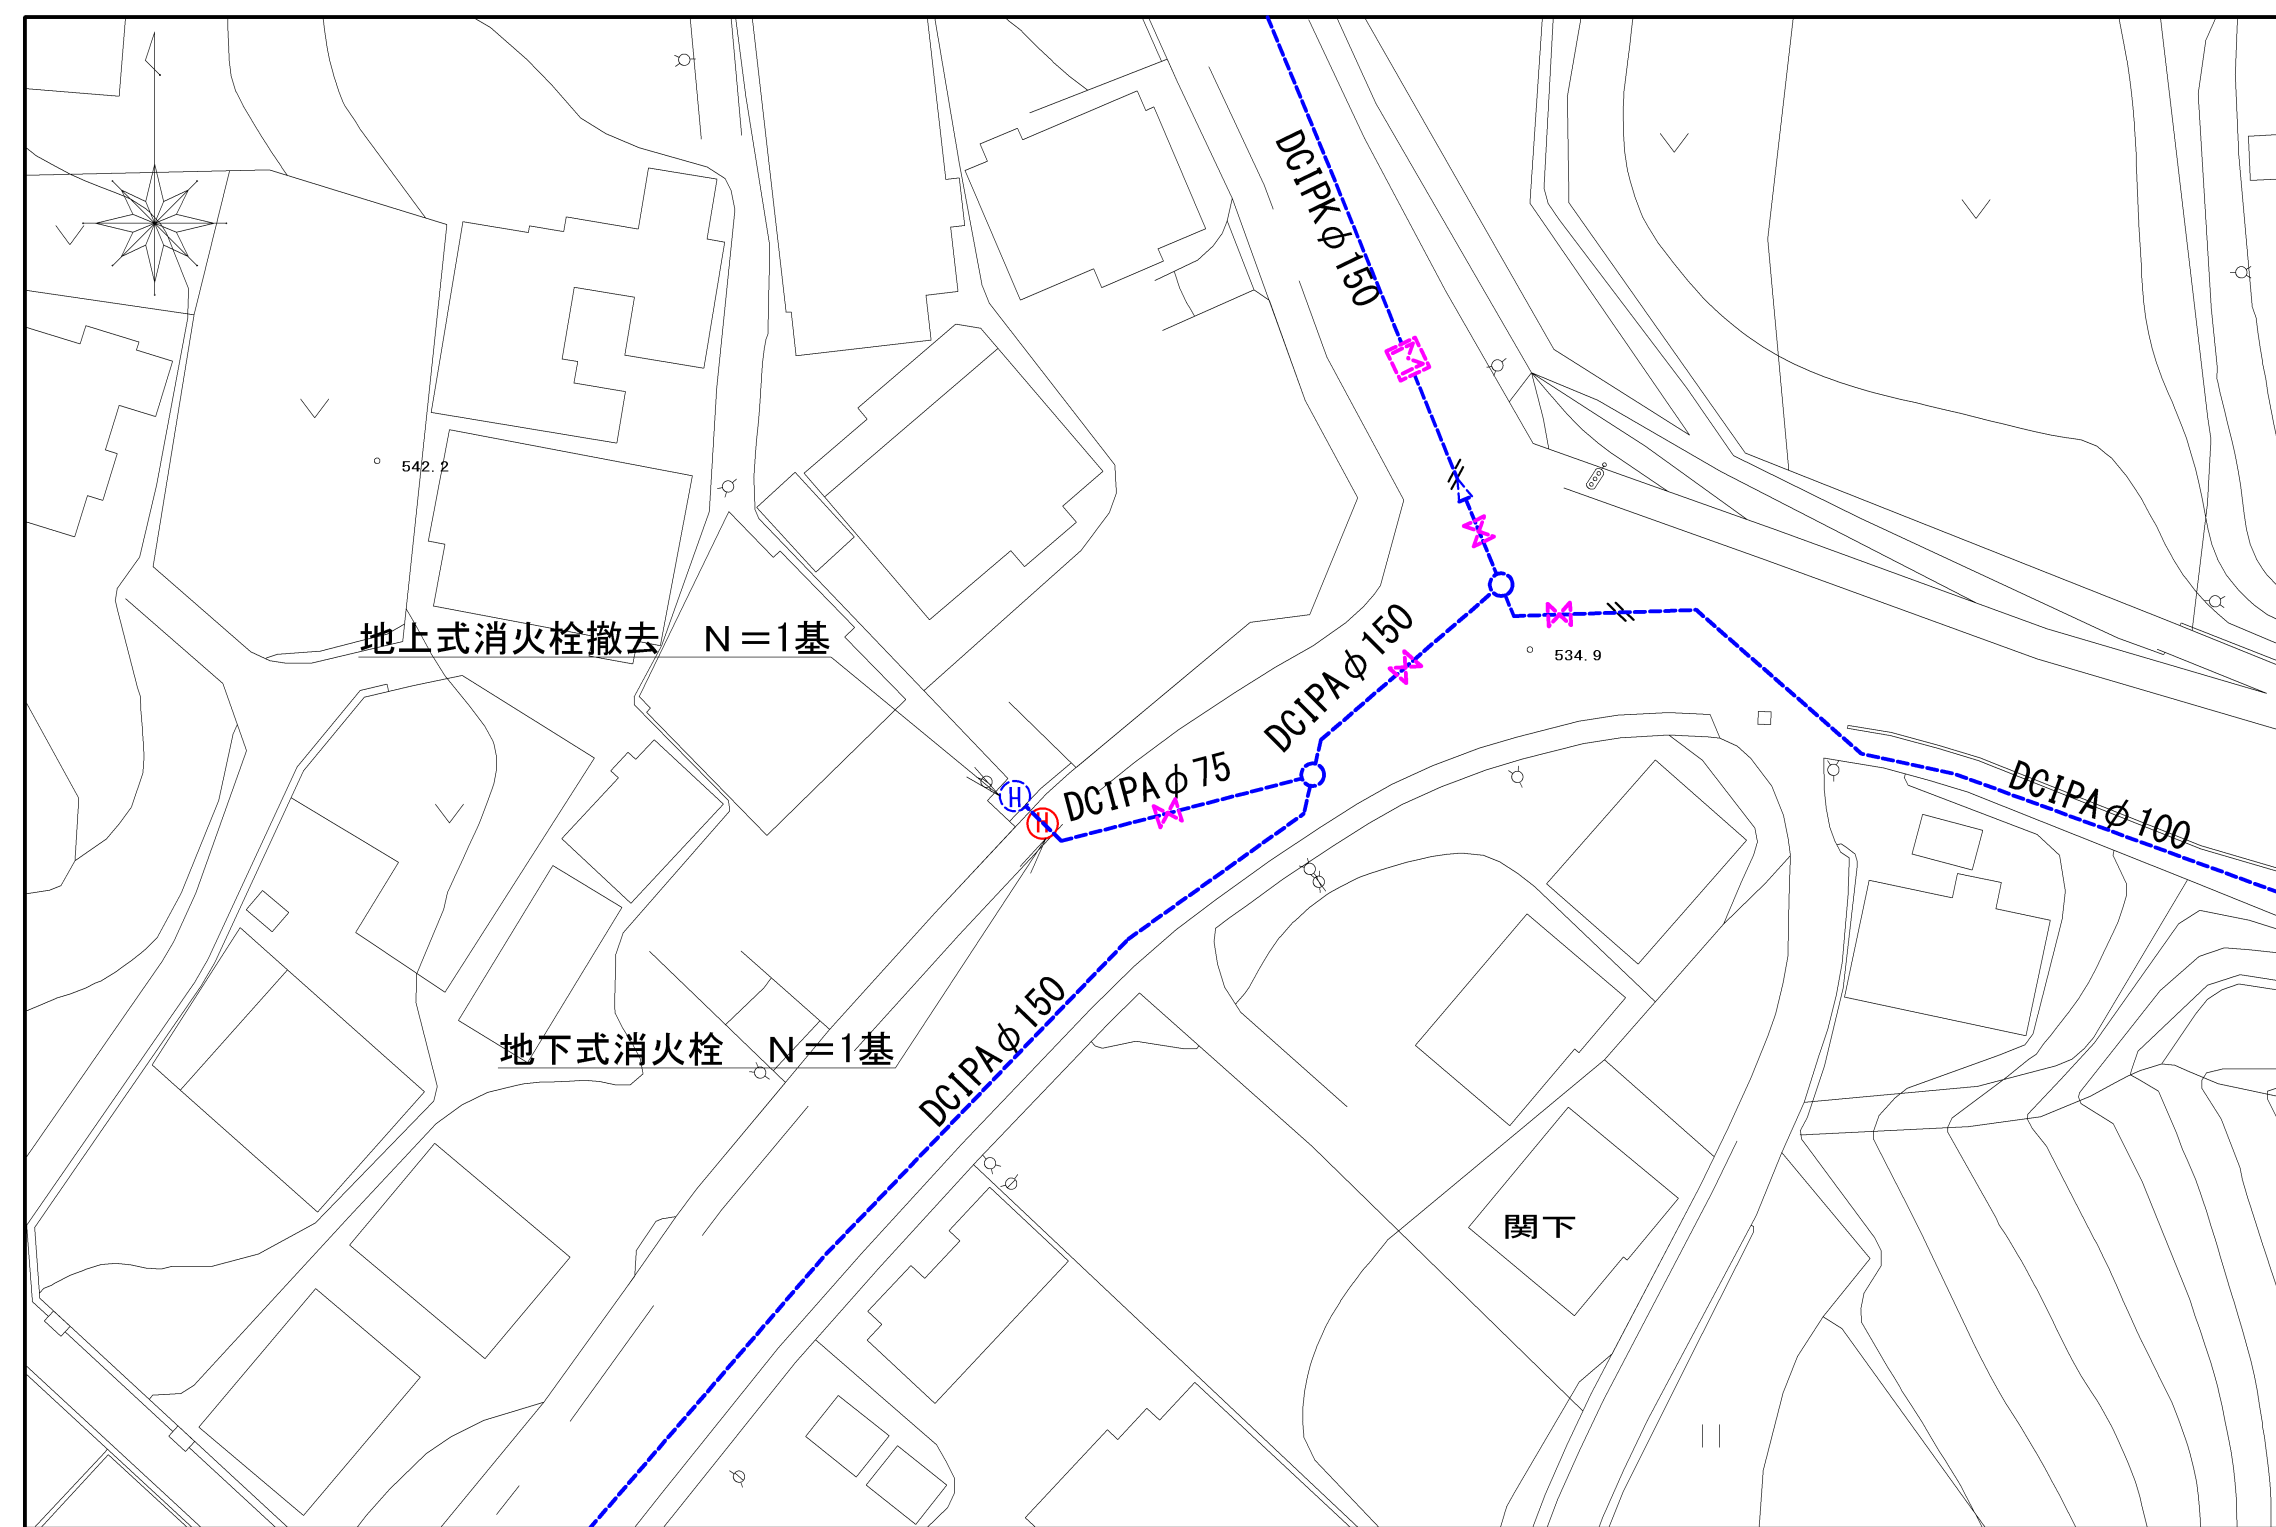 DCIPKφ150
542.2
地上式消火栓撤去　N＝1基
DCIPAφ150
534.9
DCIPAφ75
H
H
DCIPAφ100
地下式消火栓　N＝1基
DCIPAφ150
関下